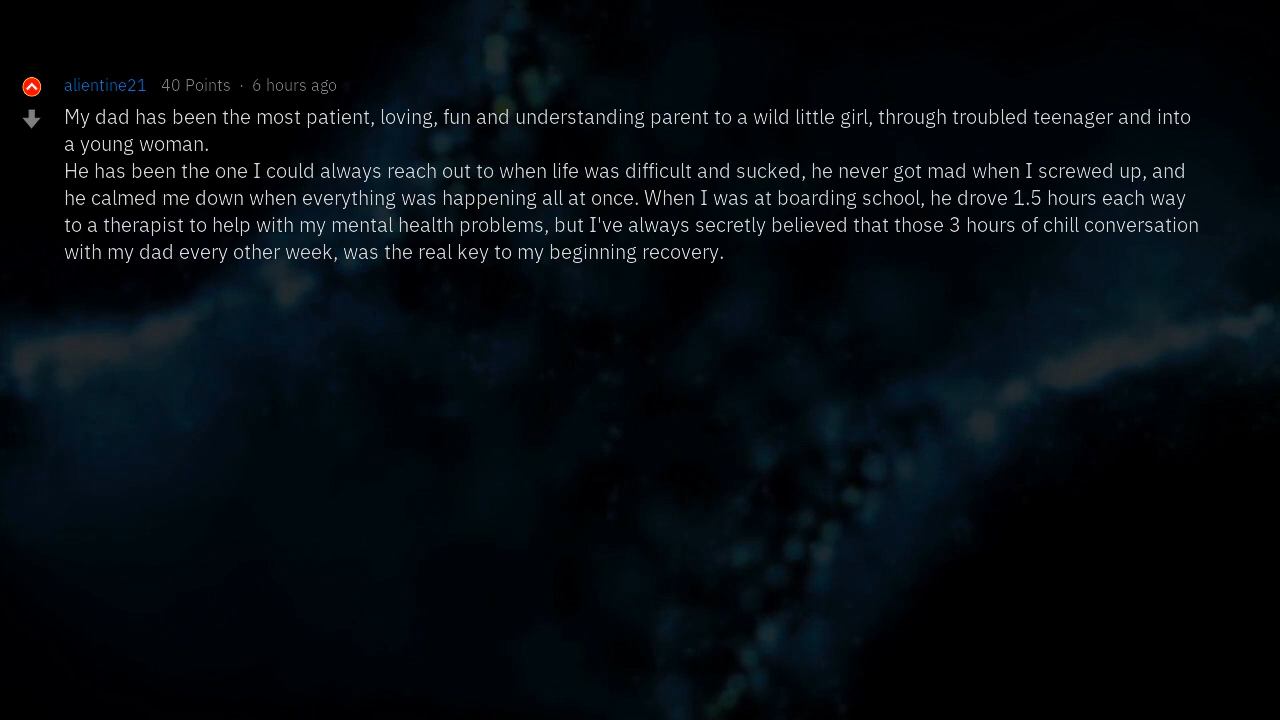 alientine21 40 Points · 6 hours ago
My dad has been the most patient, loving, fun and understanding parent to a wild little girl, through troubled teenager and into
a young woman.
He has been the one I could always reach out to when life was difficult and sucked, he never got mad when I screwed up, and
he calmed me down when everything was happening all at once. When I was at boarding school, he drove 1.5 hours each way
to a therapist to help with my mental health problems, but I've always secretly believed that those 3 hours of chill conversation
with my dad every other week, was the real key to my beginning recovery.